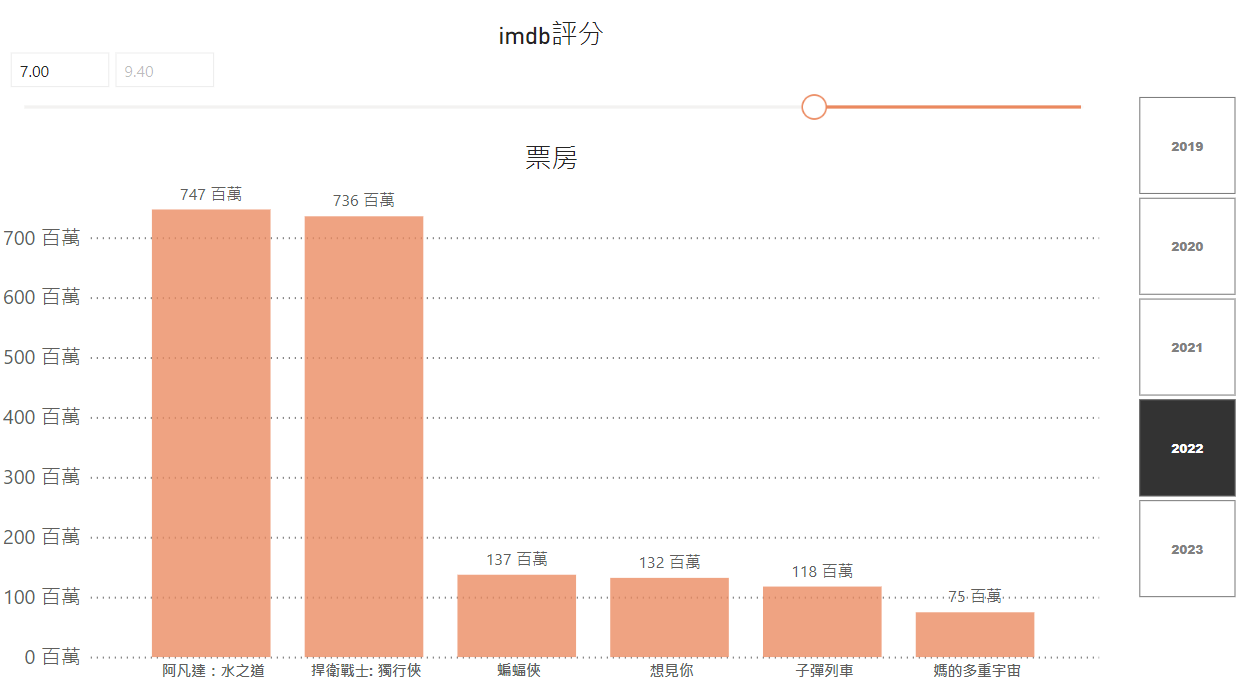 imdb評分
7.00
9.40
票房
747 百萬
736 百萬
137 百萬
132 百萬
118 百萬
75 百萬
700 百萬
600 百萬
500 百萬
400 百萬
300 百萬
200 百萬
100 百萬
0 百萬
阿凡達：水之道
捍衛戰士: 獨行俠
蝙蝠俠
想見你
子彈列車
媽的多重宇宙
2019
2020
2021
2022
2023